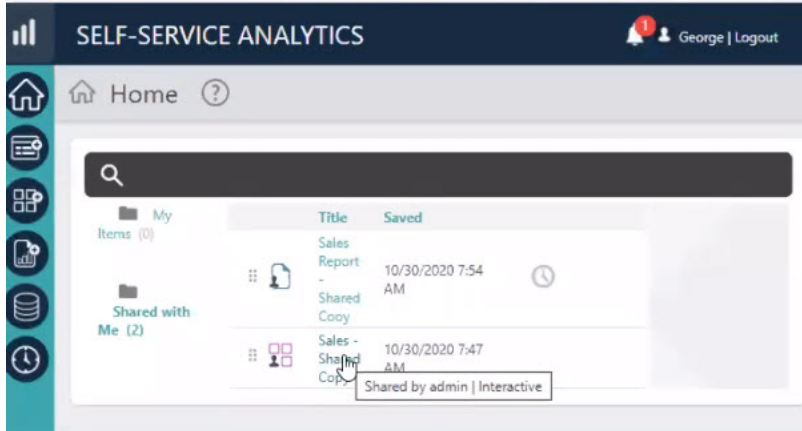 SELF-SERVICE ANALYTICS
1
George | Logout
Home ?
My
Items (0)
Shared with
Me (2)
Title Saved
Sales
Report
-
Shared
Copy
10/30/2020 7:54
AM
Sales -
Shared
Copy
10/30/2020 7:47
AM
Shared by admin | Interactive